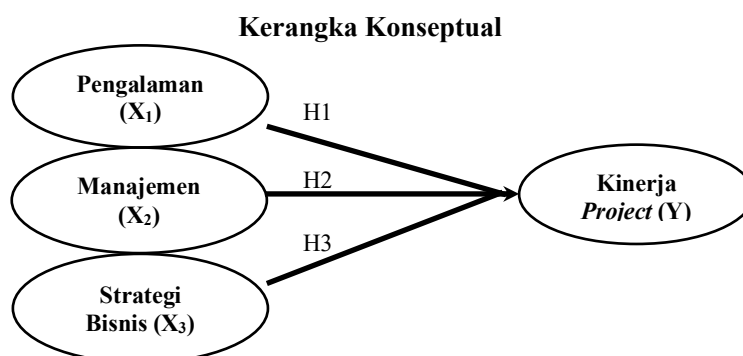 Kerangka Konseptual
Pengalaman
(X₁)
H1
Manajemen
(X₂)
H2
Kinerja
Project (Y)
H3
Strategi
Bisnis (X₃)